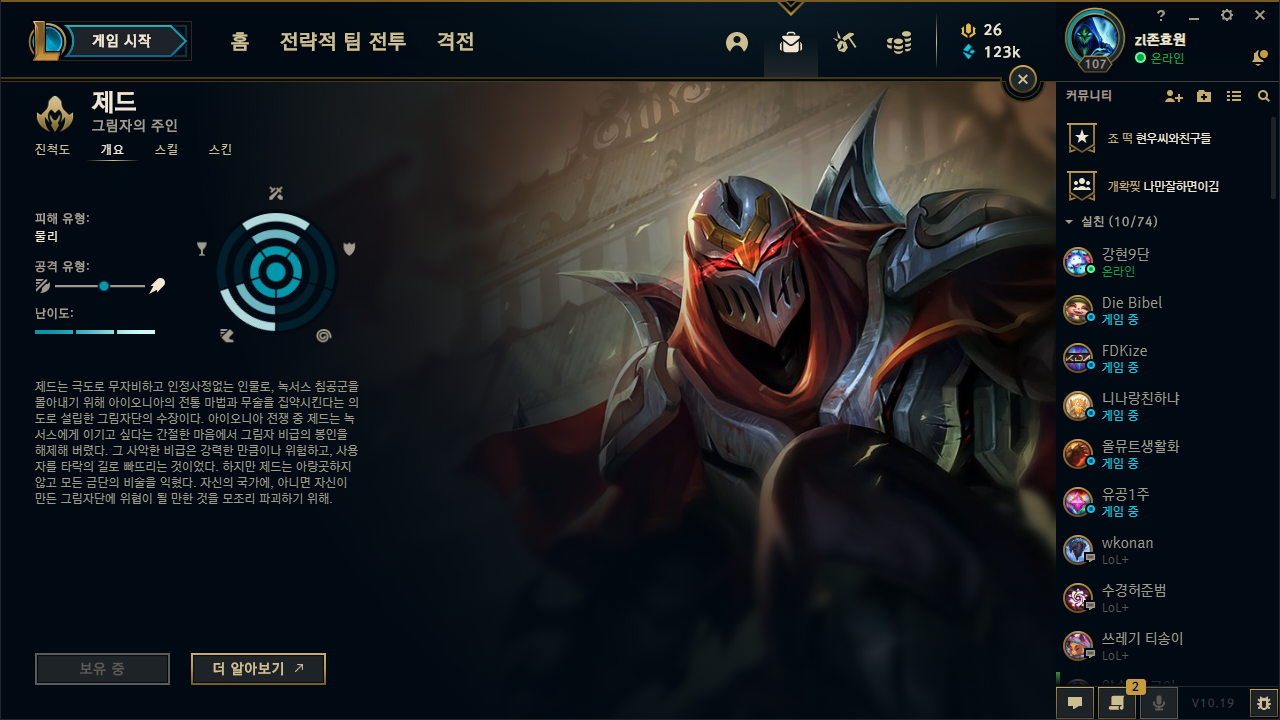 게임 시작
홈 전략적 팀 전투 격전
26
123k
107
zl존효원
온라인
제드
그림자의 주인
진척도 개요 스킬 스킨
피해 유형:
물리
공격 유형:
난이도:
제드는 극도로 무자비하고 인정사정없는 인물로, 녹서스 침공군을
몰아내기 위해 아이오니아의 전통 마법과 무술을 집약시킨다는 의
도로 설립한 그림자단의 수장이다. 아이오니아 전쟁 중 제드는 녹
서스에게 이기고 싶다는 간절한 마음에서 그림자 비급의 봉인을
해제해 버렸다. 그 사악한 비급은 강력한 만큼이나 위험하고, 사용
자를 타락의 길로 빠뜨리는 것이었다. 하지만 제드는 아랑곳하지
않고 모든 금단의 비술을 익혔다. 자신의 국가에, 아니면 자신이
만든 그림자단에 위협이 될 만한 것을 모조리 파괴하기 위해.
보유 중
더 알아보기
커뮤니티
죠 떡 현우씨와친구들
개확찢 나만잘하면이김
실친 (10/74)
강현9단
온라인
Die Bibel
게임 중
FDKize
게임 중
니나랑친하냐
게임 중
올뮤트생활화
게임 중
유공1주
게임 중
wkonan
LoL+
수경허준범
LoL+
쓰레기 티송이
LoL+
2
V10.19